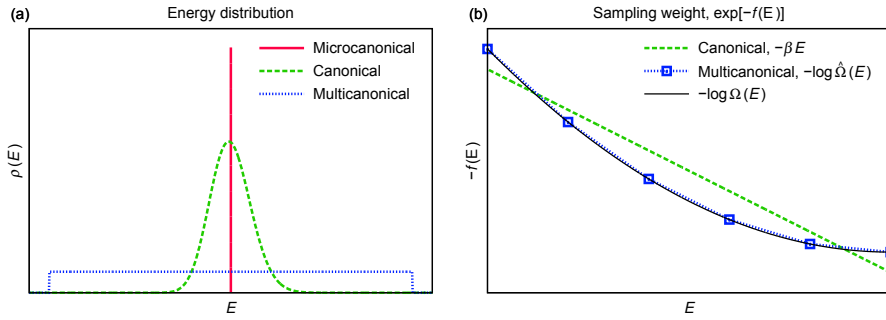 (a)
Energy distribution
Microcanonical
Canonical
Multicanonical
ρ(E)
E
(b)
Sampling weight, exp[−f(E)]
Canonical, −βE
Multicanonical, −log Ω̂(E)
−log Ω(E)
−f(E)
E